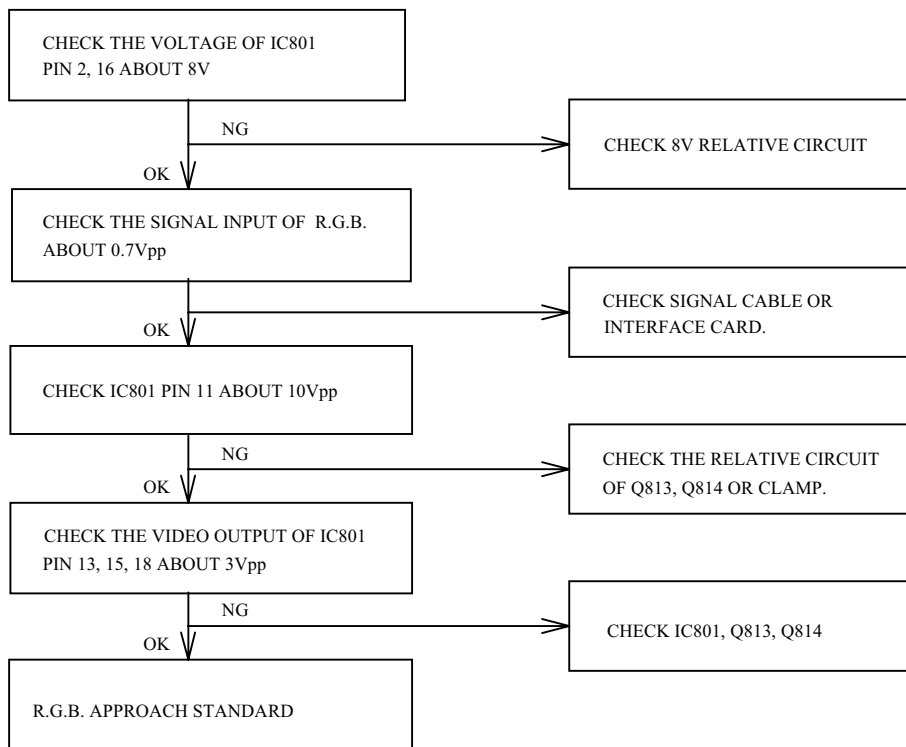 CHECK THE VOLTAGE OF IC801
PIN 2, 16 ABOUT 8V
NG
CHECK 8V RELATIVE CIRCUIT
OK
CHECK THE SIGNAL INPUT OF R.G.B.
ABOUT 0.7Vpp
CHECK SIGNAL CABLE OR
INTERFACE CARD.
OK
CHECK IC801 PIN 11 ABOUT 10Vpp
NG
CHECK THE RELATIVE CIRCUIT
OF Q813, Q814 OR CLAMP.
OK
CHECK THE VIDEO OUTPUT OF IC801
PIN 13, 15, 18 ABOUT 3Vpp
NG
CHECK IC801, Q813, Q814
OK
R.G.B. APPROACH STANDARD